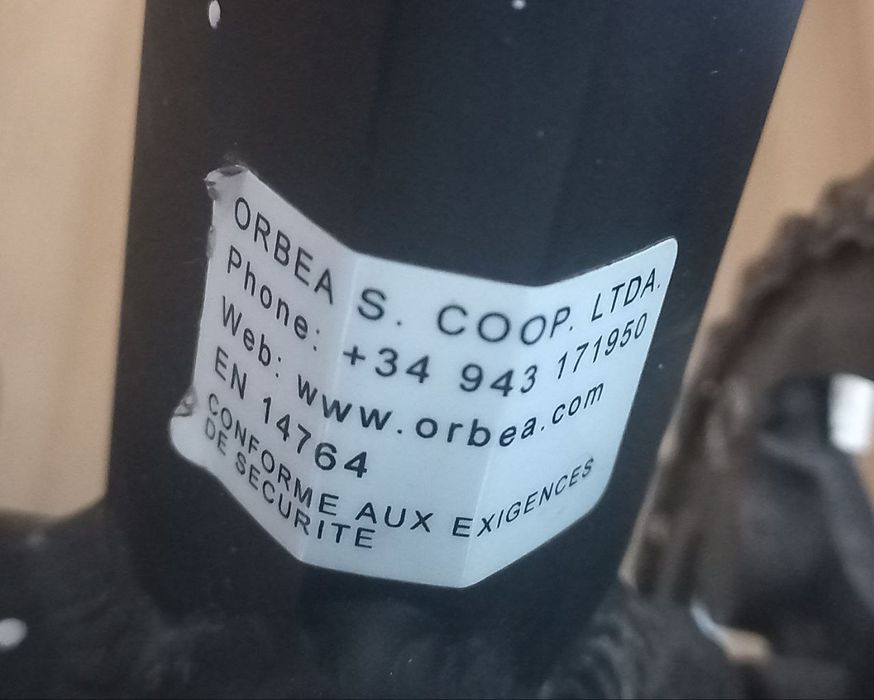 ORBEA S. COOP. LTDA.
Phone: +34 943 171950
Web: www.orbea.com
EN 14764
CONFORME AUX EXIGENCES
DE SECURITE